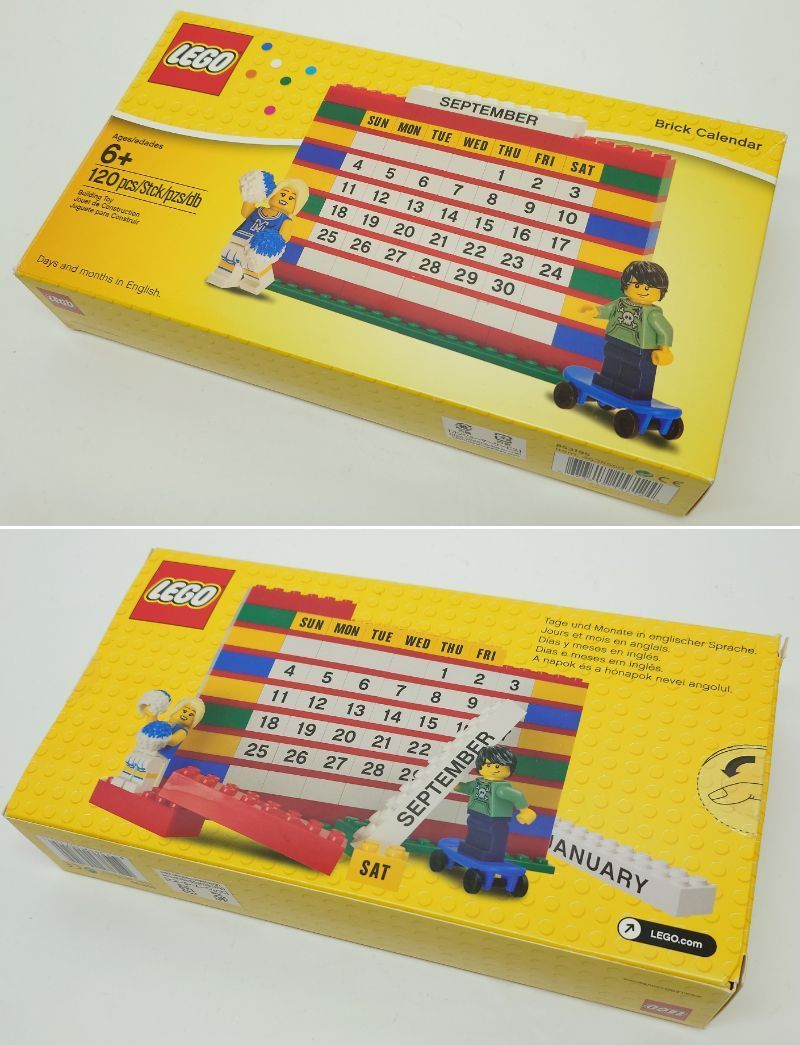 LEGO
SEPTEMBER
Brick Calendar
SUN MON TUE WED THU FRI SAT
1 2 3
4 5 6 7 8 9 10
11 12 13 14 15 16 17
18 19 20 21 22 23 24
25 26 27 28 29 30
Ages/edades
6+
120 pcs/Stck/pzs/db
Building Toy
Jouet de Construction
Juguete para Construir
M
Days and months in English.
LEGO
CE
LEGO
SUN MON TUE WED THU FRI
1 2 3
4 5 6 7 8 9
11 12 13 14 15
18 19 20 21 22
25 26 27 28
Tage und Monate in englischer Sprache.
Jours et mois en anglais.
Días y meses en inglés.
Dias e meses em inglês.
A napok és a hónapok nevei angolul.
SEPTEMBER
SAT
JANUARY
LEGO.com
LEGO